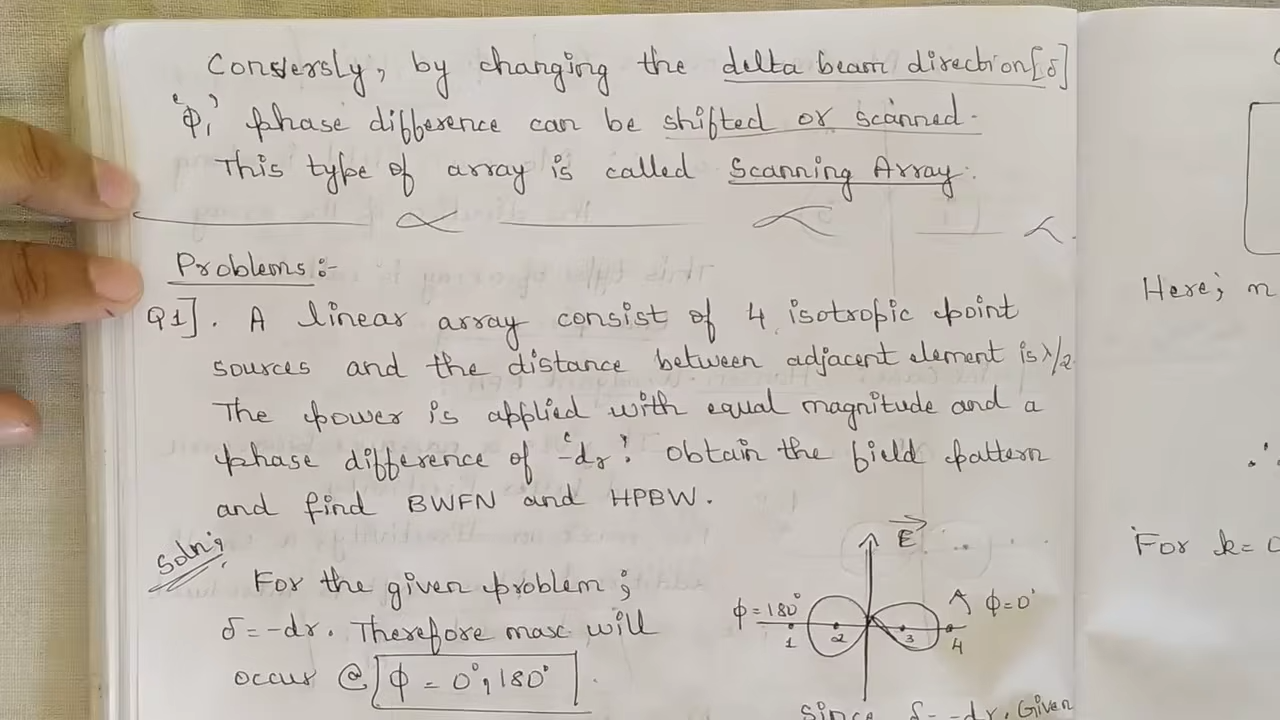 Conversly, by changing the delta beam direction[δ]
'ϕ', phase difference can be shifted or scanned.
This type of array is called Scanning Array.
Problems:-
Q1]. A linear array consist of 4 isotropic point
sources and the distance between adjacent element is λ/2.
The power is applied with equal magnitude and a
phase difference of '-dr'. Obtain the field pattern
and find BWFN and HPBW.
Soln;
For the given problem;
δ = -dr. Therefore max will
occur @ ϕ = 0°, 180°.
E
ϕ = 180°
ϕ = 0°
1 2 3 4
Since δ = -dr. Given
Here; n
For k = 0